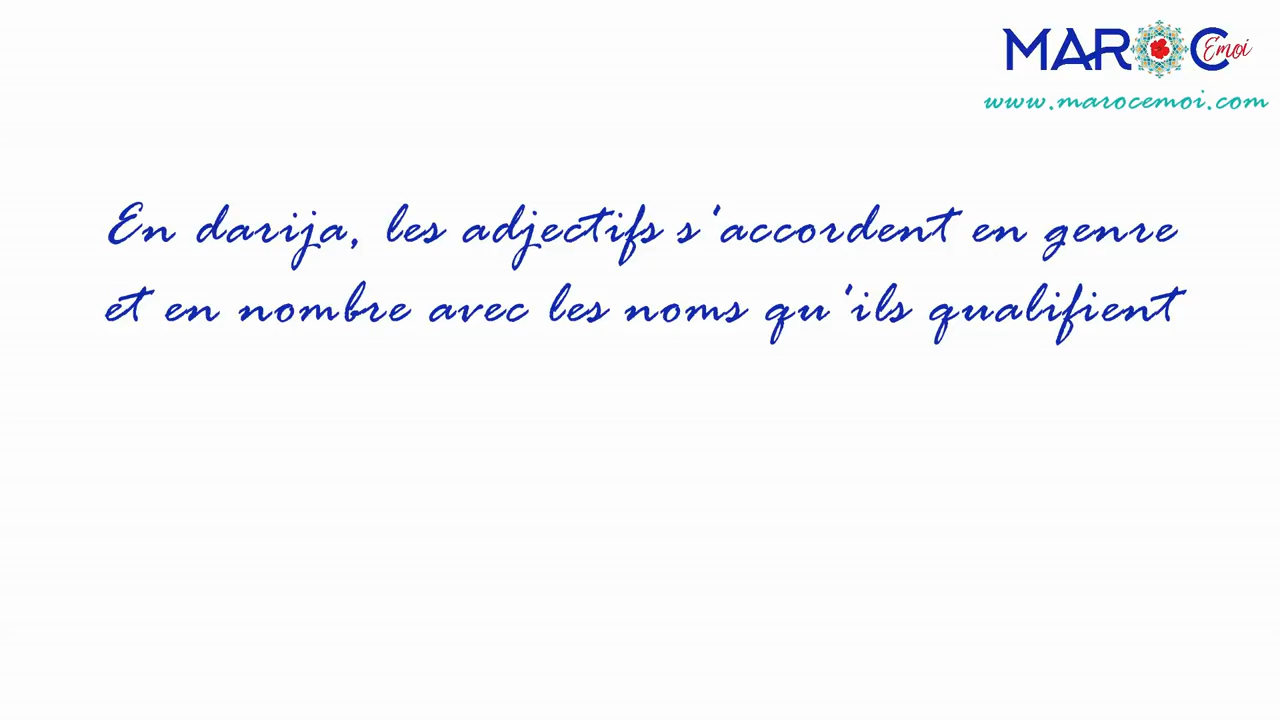 MAROC Emoi
www.marocemoi.com
En darija, les adjectifs s'accordent en genre
et en nombre avec les noms qu'ils qualifient